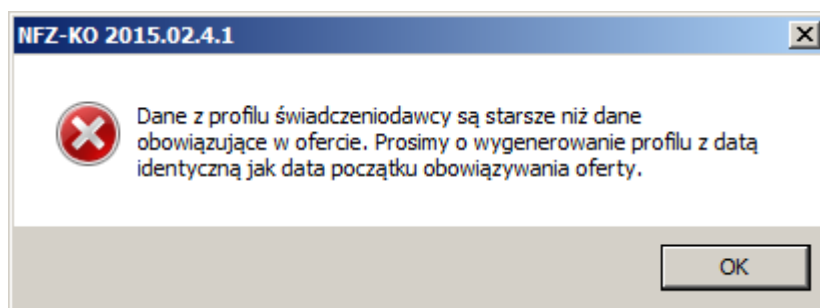 NFZ-KO 2015.02.4.1
Dane z profilu świadczeniodawcy są starsze niż dane
obowiązujące w ofercie. Prosimy o wygenerowanie profilu z datą
identyczną jak data początku obowiązywania oferty.
OK